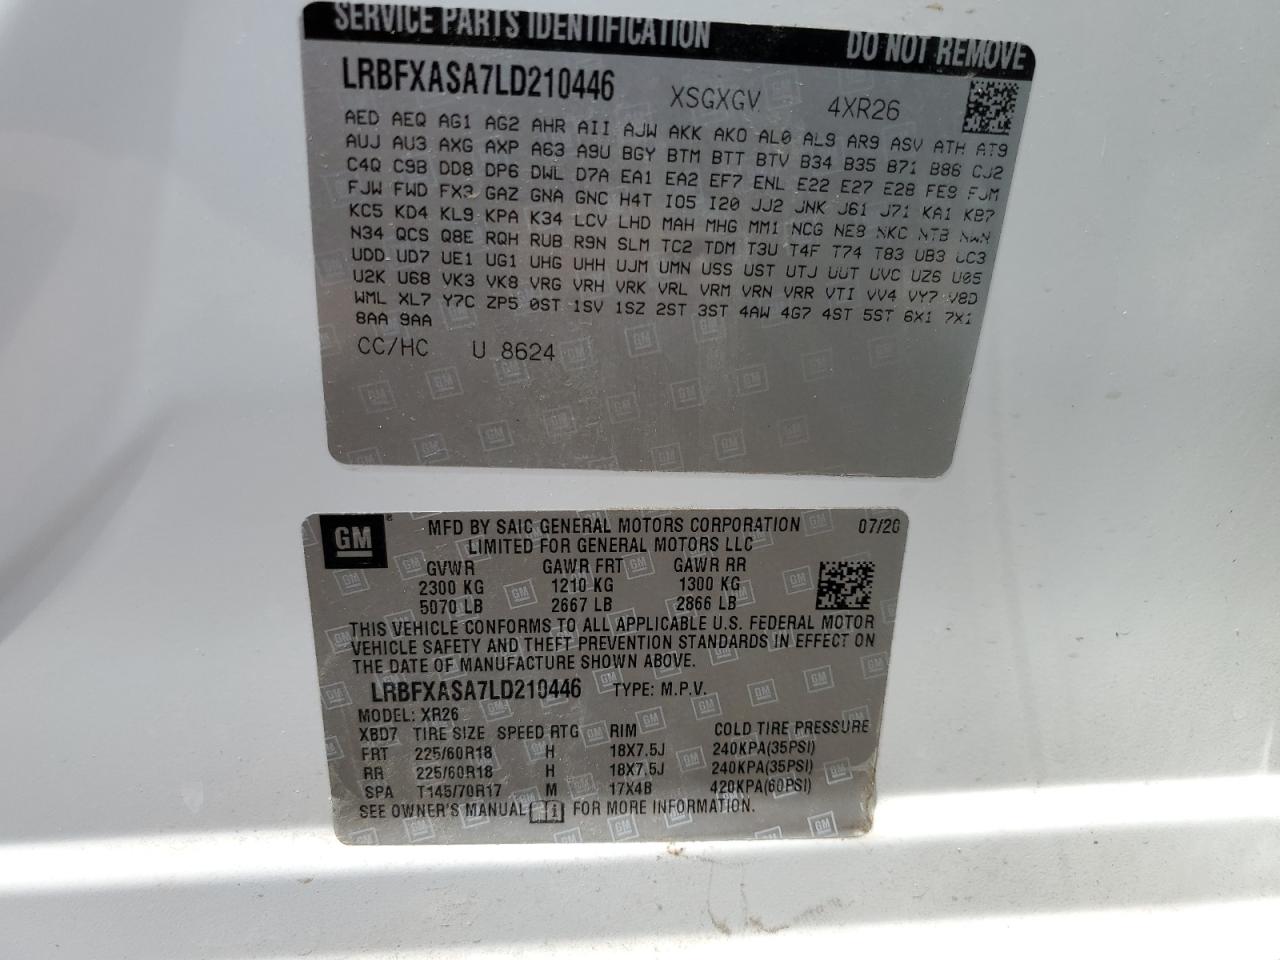 SERVICE PARTS IDENTIFICATION DO NOT REMOVE
LRBFXASA7LD210446 XSGXGV 4XR26
AED AEQ AG1 AG2 AHR AII AJW AKK AKO AL0 AL9 AR9 ASV ATH AT9
AUJ AU3 AXG AXP A63 A9U BGY BTM BTT BTV B34 B35 B71 B86 CJ2
C4Q C9B DD8 DP6 DWL D7A EA1 EA2 EF7 ENL E22 E27 E28 FE9 FJM
FJW FWD FX3 GAZ GNA GNC H4T IO5 I20 JJ2 JNK J61 J71 KA1 KB7
KC5 KD4 KL9 KPA K34 LCV LHD MAH MHG MM1 NCG NE8 NKC NTB NWN
N34 QCS Q8E RQH RUB R9N SLM TC2 TDM T3U T4F T74 T83 UB3 UC3
UDD UD7 UE1 UG1 UHG UHH UJM UMN USS UST UTJ UUT UVC UZ6 U05
U2K U68 VK3 VK8 VRG VRH VRK VRL VRM VRN VRR VTI VV4 VY7 V8D
WML XL7 Y7C ZP5 0ST 1SV 1SZ 2ST 3ST 4AW 4G7 4ST 5ST 6X1 7X1
8AA 9AA
CC/HC U 8624
GM
MFD BY SAIC GENERAL MOTORS CORPORATION 07/20
LIMITED FOR GENERAL MOTORS LLC
GVWR GAWR FRT GAWR RR
2300 KG 1210 KG 1300 KG
5070 LB 2667 LB 2866 LB
THIS VEHICLE CONFORMS TO ALL APPLICABLE U.S. FEDERAL MOTOR
VEHICLE SAFETY AND THEFT PREVENTION STANDARDS IN EFFECT ON
THE DATE OF MANUFACTURE SHOWN ABOVE.
LRBFXASA7LD210446 TYPE: M.P.V.
MODEL: XR26
XBD7 TIRE SIZE SPEED RTG RIM COLD TIRE PRESSURE
FRT 225/60R18 H 18X7.5J 240KPA(35PSI)
RR 225/60R18 H 18X7.5J 240KPA(35PSI)
SPA T145/70R17 M 17X4B 420KPA(60PSI)
SEE OWNER'S MANUAL FOR MORE INFORMATION.